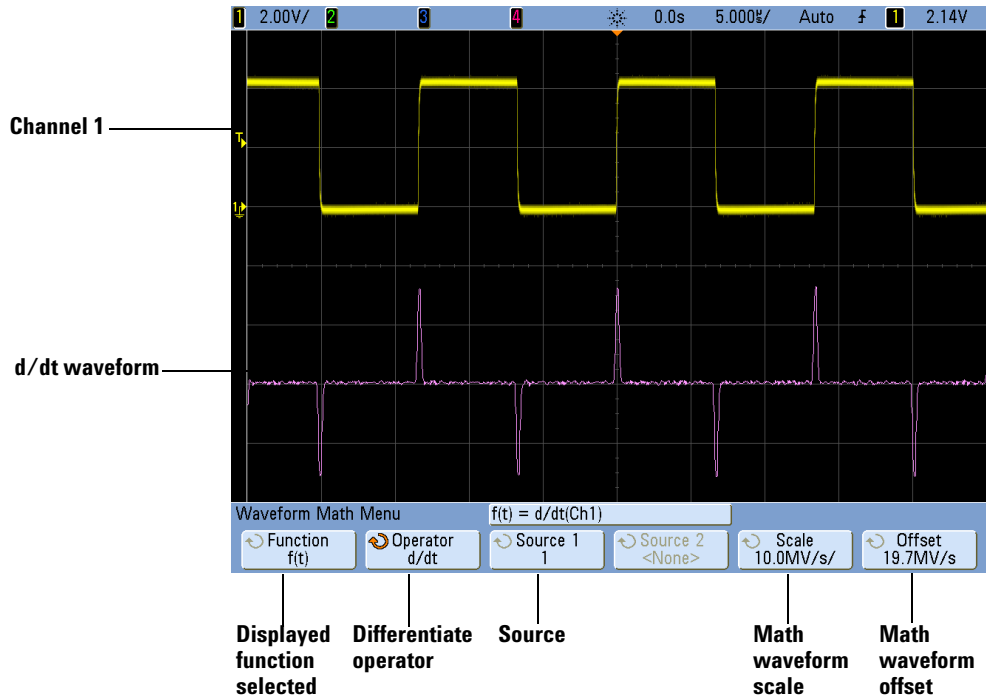 1 2.00V/ 2 3 4 0.0s 5.000us/ Auto 1 2.14V
Channel 1
T
1
d/dt waveform
Waveform Math Menu f(t) = d/dt(Ch1)
Function
f(t)
Operator
d/dt
Source 1
1
Source 2
<None>
Scale
10.0MV/s/
Offset
19.7MV/s
Displayed
function
selected
Differentiate
operator
Source
Math
waveform
scale
Math
waveform
offset